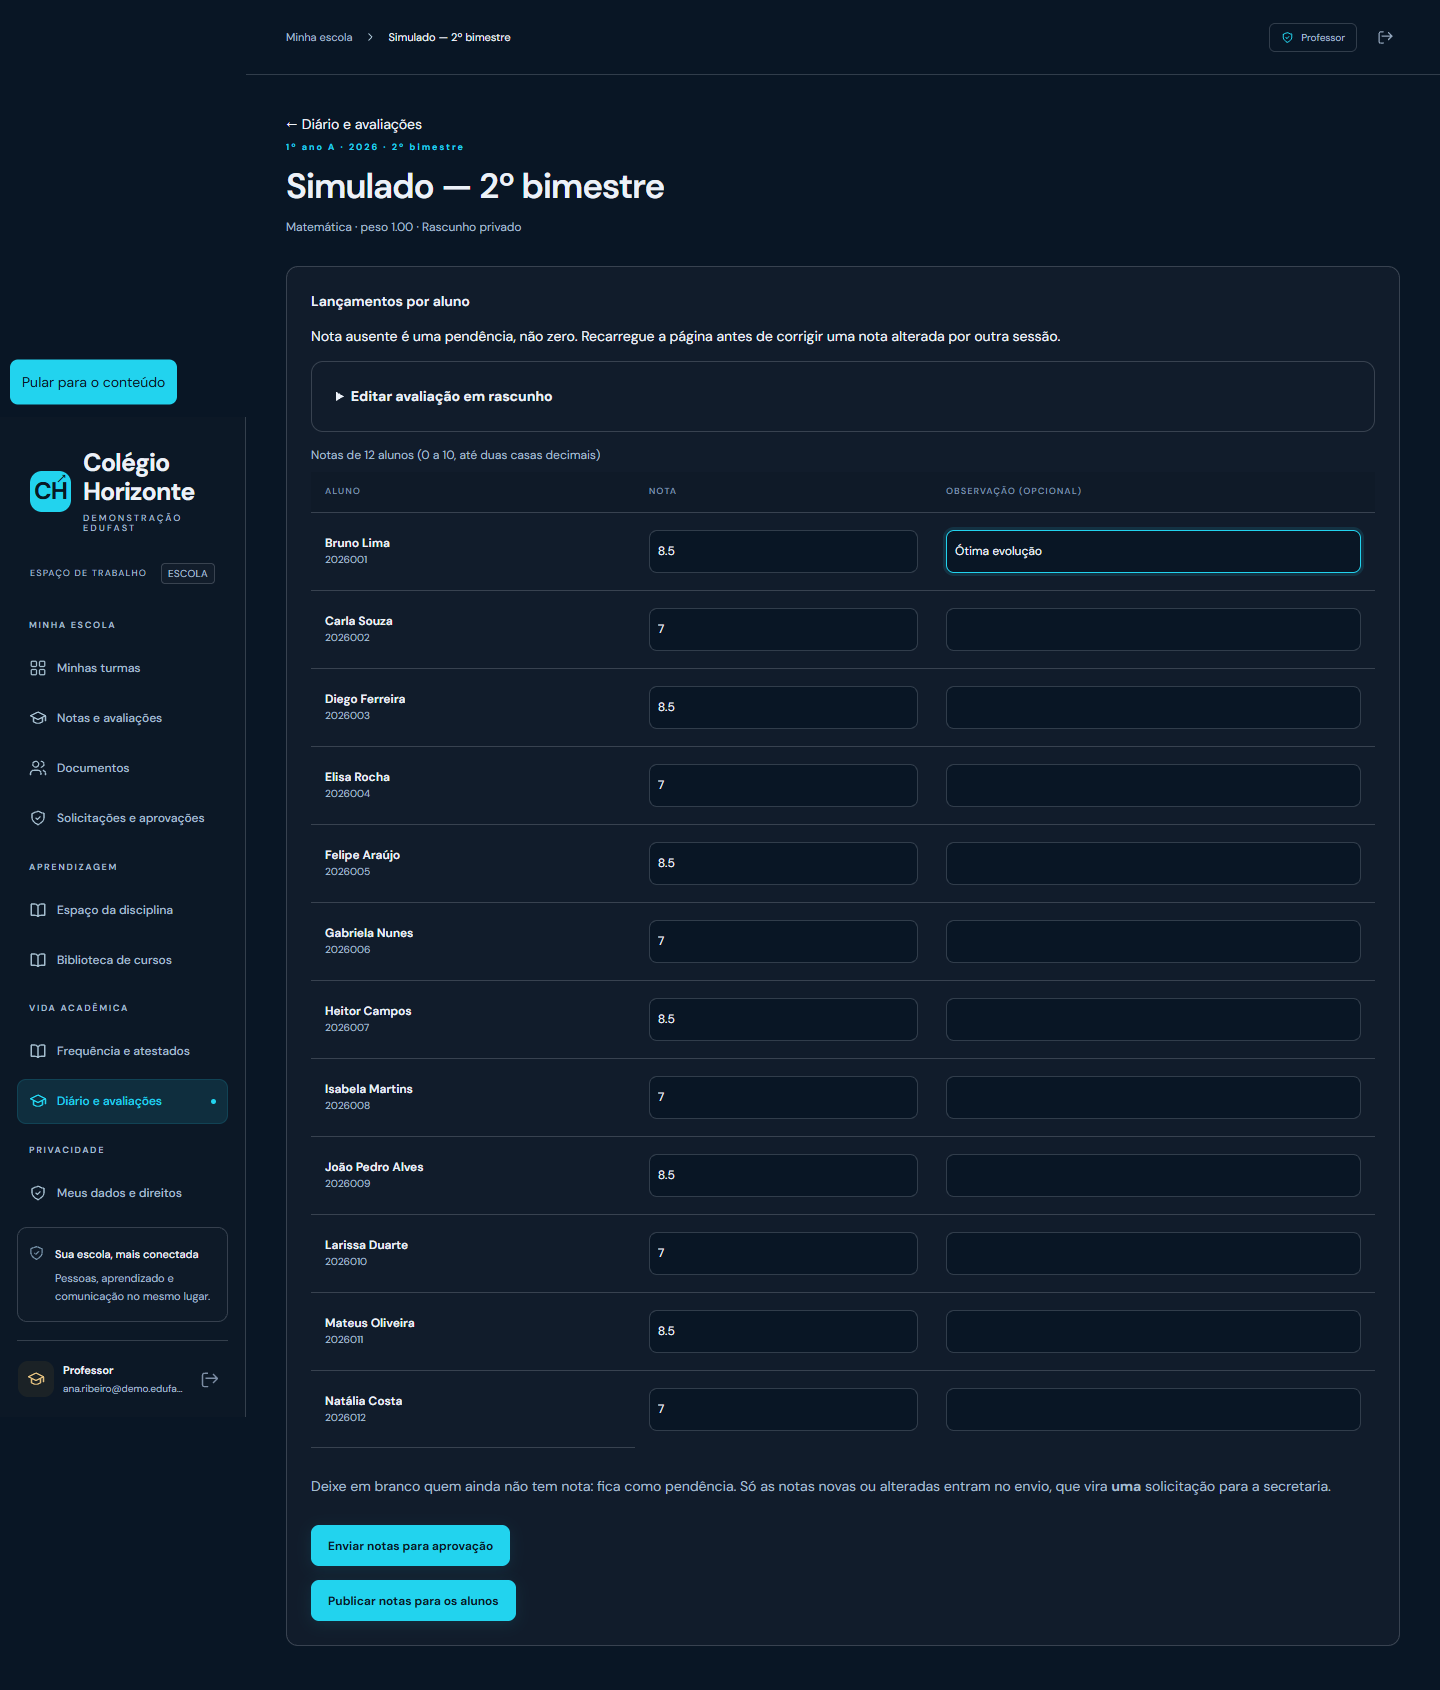 Minha escola > Simulado — 2º bimestre
Professor
← Diário e avaliações
1º ano A · 2026 · 2º bimestre
Simulado — 2º bimestre
Matemática · peso 1.00 · Rascunho privado
Pular para o conteúdo
CH
Colégio
Horizonte
DEMONSTRAÇÃO
EDUFAST
ESPAÇO DE TRABALHO
ESCOLA
MINHA ESCOLA
Minhas turmas
Notas e avaliações
Documentos
Solicitações e aprovações
APRENDIZAGEM
Espaço da disciplina
Biblioteca de cursos
VIDA ACADÊMICA
Frequência e atestados
Diário e avaliações
PRIVACIDADE
Meus dados e direitos
Sua escola, mais conectada
Pessoas, aprendizado e
comunicação no mesmo lugar.
Professor
ana.ribeiro@demo.edufa...
Lançamentos por aluno
Nota ausente é uma pendência, não zero. Recarregue a página antes de corrigir uma nota alterada por outra sessão.
▶ Editar avaliação em rascunho
Notas de 12 alunos (0 a 10, até duas casas decimais)
ALUNO NOTA OBSERVAÇÃO (OPCIONAL)
Bruno Lima
2026001
8.5
Ótima evolução
Carla Souza
2026002
7
Diego Ferreira
2026003
8.5
Elisa Rocha
2026004
7
Felipe Araújo
2026005
8.5
Gabriela Nunes
2026006
7
Heitor Campos
2026007
8.5
Isabela Martins
2026008
7
João Pedro Alves
2026009
8.5
Larissa Duarte
2026010
7
Mateus Oliveira
2026011
8.5
Natália Costa
2026012
7
Deixe em branco quem ainda não tem nota: fica como pendência. Só as notas novas ou alteradas entram no envio, que vira uma solicitação para a secretaria.
Enviar notas para aprovação
Publicar notas para os alunos